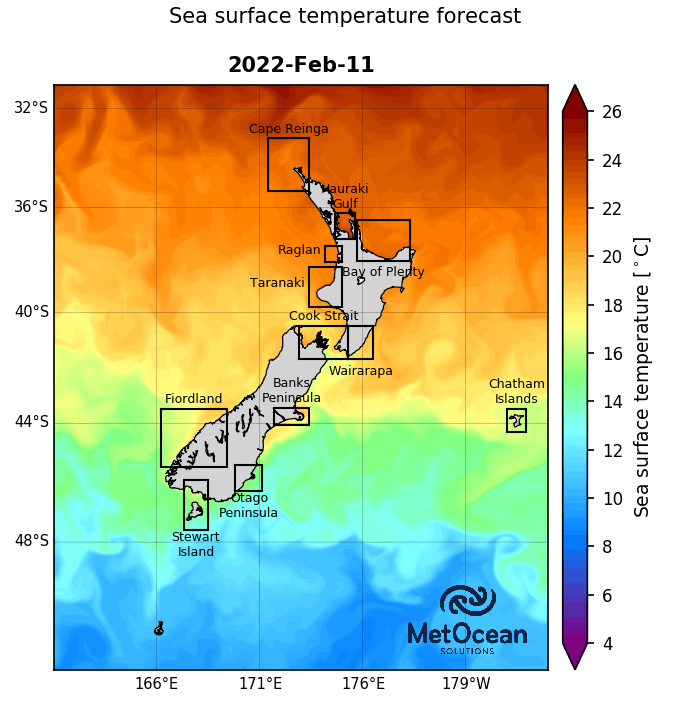 Sea surface temperature forecast
2022-Feb-11
32°S
36°S
40°S
44°S
48°S
166°E
171°E
176°E
179°W
Cape Reinga
Hauraki
Gulf
Raglan
Bay of Plenty
Taranaki
Cook Strait
Wairarapa
Banks
Peninsula
Fiordland
Chatham
Islands
Otago
Peninsula
Stewart
Island
MetOcean
SOLUTIONS
26
24
22
20
18
16
14
12
10
8
6
4
Sea surface temperature [°C]